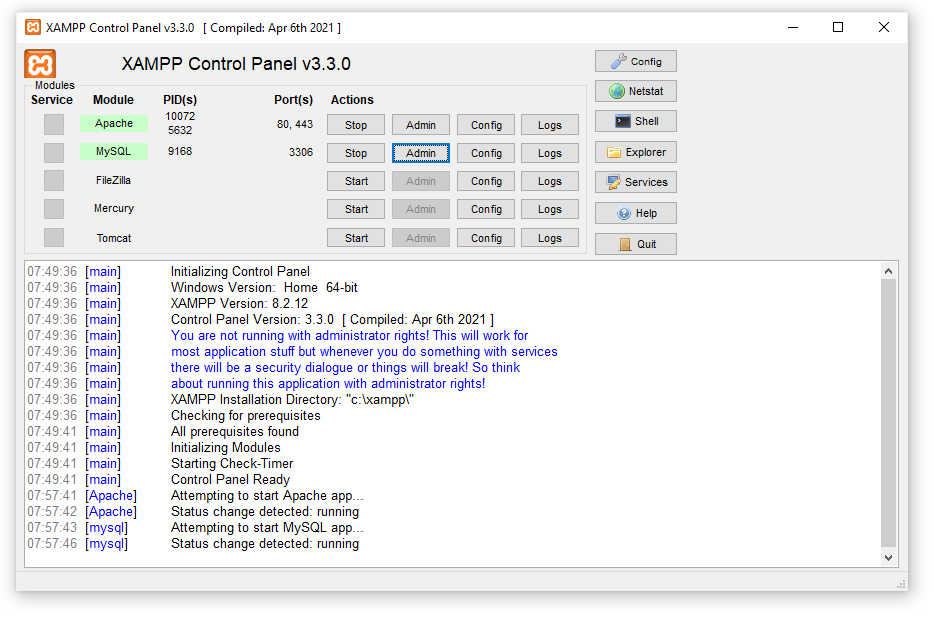 XAMPP Control Panel v3.3.0 [ Compiled: Apr 6th 2021 ]
XAMPP Control Panel v3.3.0
Config
Modules
Service Module PID(s) Port(s) Actions
Netstat
Apache 10072 5632 80, 443 Stop Admin Config Logs
Shell
MySQL 9168 3306 Stop Admin Config Logs
Explorer
FileZilla Start Admin Config Logs
Services
Mercury Start Admin Config Logs
Help
Tomcat Start Admin Config Logs
Quit
07:49:36 [main] Initializing Control Panel
07:49:36 [main] Windows Version: Home 64-bit
07:49:36 [main] XAMPP Version: 8.2.12
07:49:36 [main] Control Panel Version: 3.3.0 [ Compiled: Apr 6th 2021 ]
07:49:36 [main] You are not running with administrator rights! This will work for
07:49:36 [main] most application stuff but whenever you do something with services
07:49:36 [main] there will be a security dialogue or things will break! So think
07:49:36 [main] about running this application with administrator rights!
07:49:36 [main] XAMPP Installation Directory: "c:\xampp\"
07:49:36 [main] Checking for prerequisites
07:49:41 [main] All prerequisites found
07:49:41 [main] Initializing Modules
07:49:41 [main] Starting Check-Timer
07:49:41 [main] Control Panel Ready
07:57:41 [Apache] Attempting to start Apache app...
07:57:42 [Apache] Status change detected: running
07:57:43 [mysql] Attempting to start MySQL app...
07:57:46 [mysql] Status change detected: running